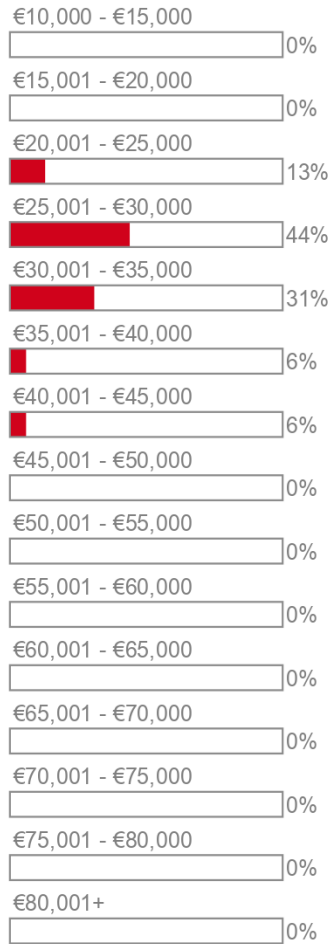 €10,000 - €15,000
0%
€15,001 - €20,000
0%
€20,001 - €25,000
13%
€25,001 - €30,000
44%
€30,001 - €35,000
31%
€35,001 - €40,000
6%
€40,001 - €45,000
6%
€45,001 - €50,000
0%
€50,001 - €55,000
0%
€55,001 - €60,000
0%
€60,001 - €65,000
0%
€65,001 - €70,000
0%
€70,001 - €75,000
0%
€75,001 - €80,000
0%
€80,001+
0%